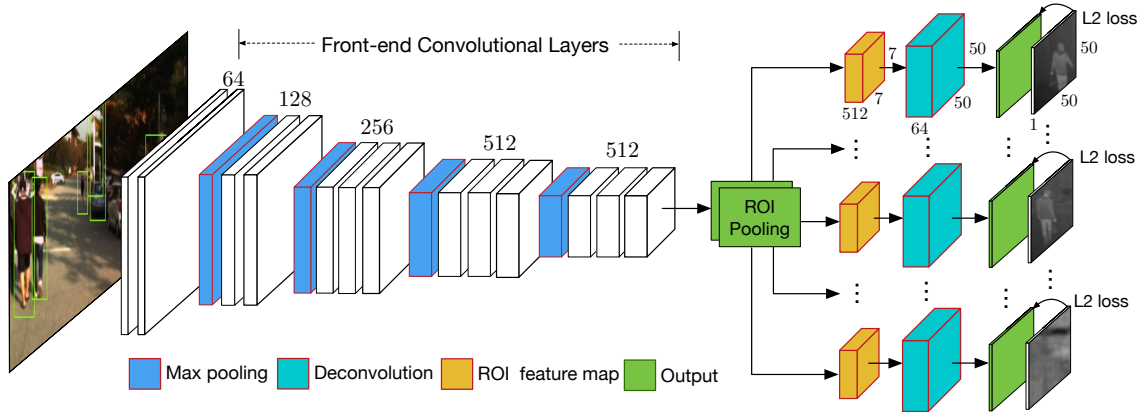 Front-end Convolutional Layers
64
128
256
512
512
ROI
Pooling
512
7
7
64
50
50
1
50
50
L2 loss
L2 loss
L2 loss
Max pooling
Deconvolution
ROI feature map
Output